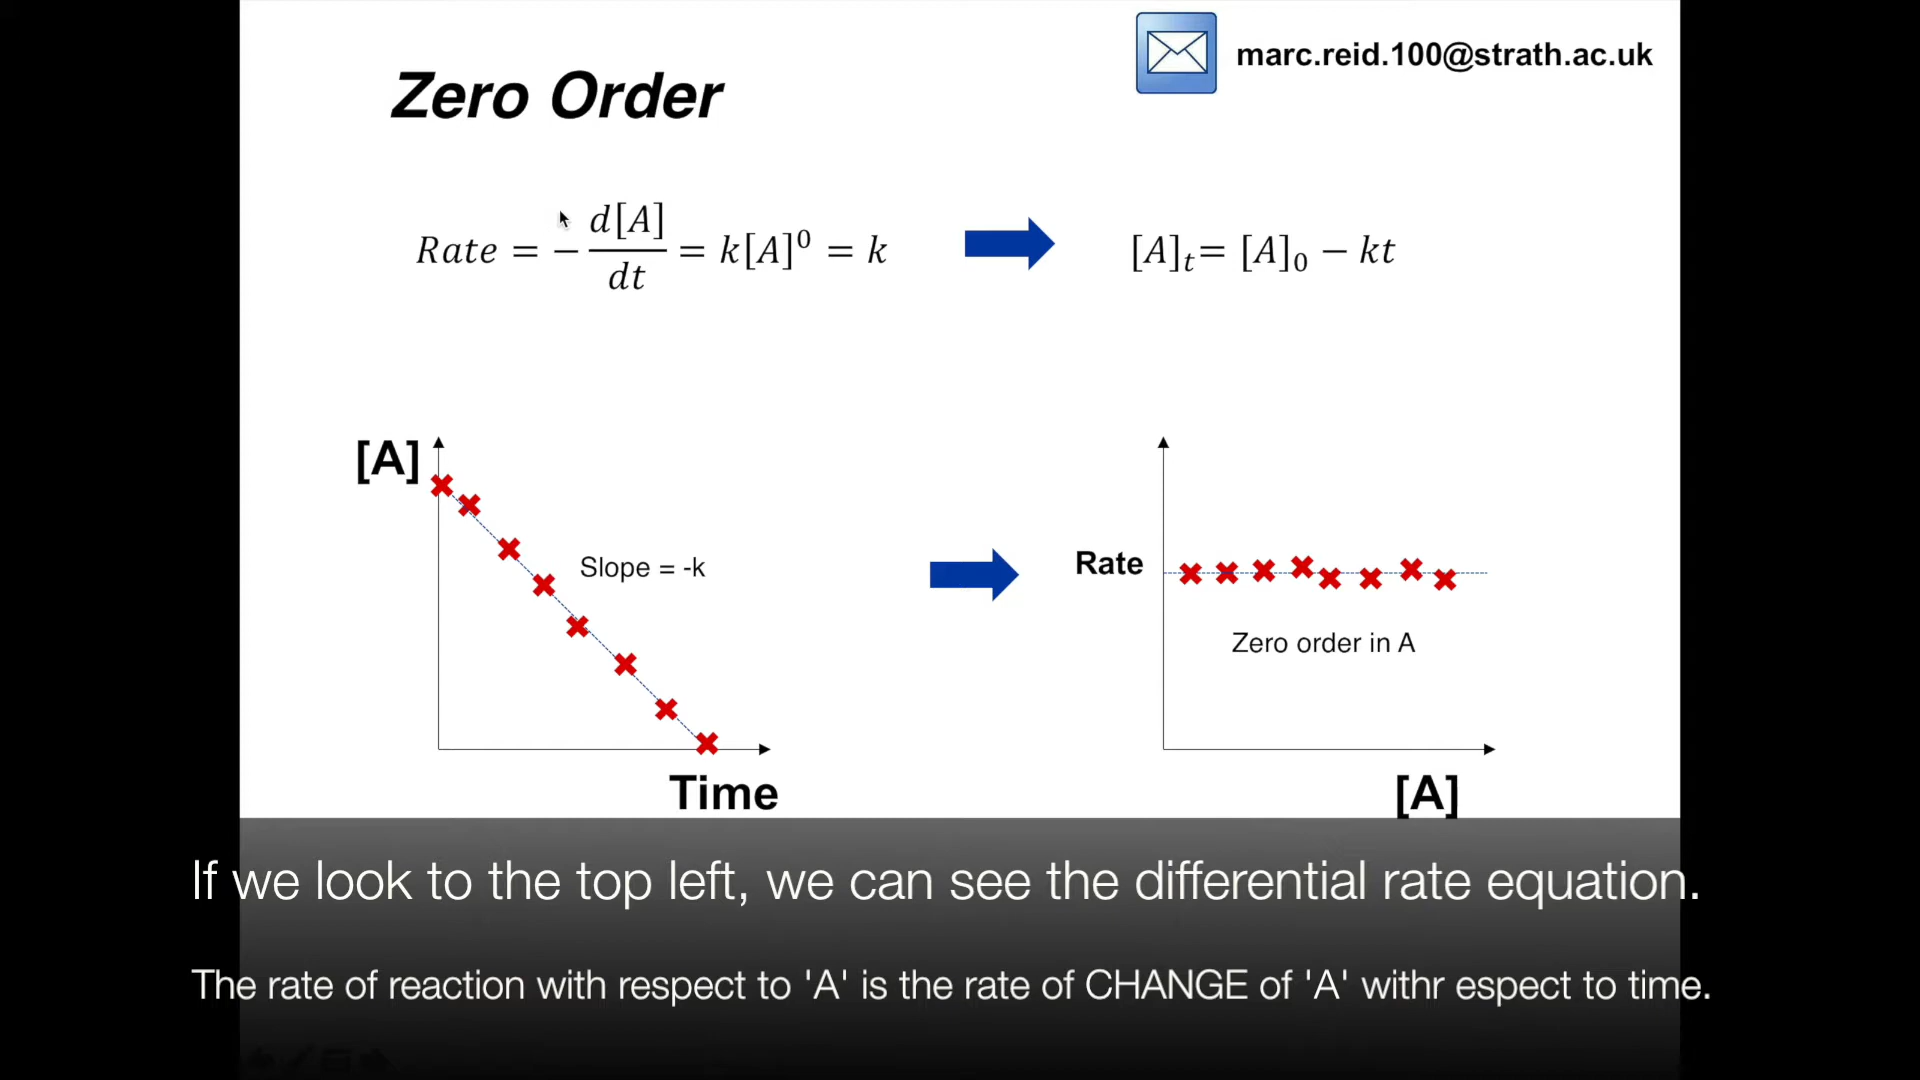 marc.reid.100@strath.ac.uk
Zero Order
Rate = − d[A]/dt = k[A]⁰ = k
[A]ₜ= [A]₀ − kt
[A]
Slope = -k
Time
Rate
Zero order in A
[A]
If we look to the top left, we can see the differential rate equation.
The rate of reaction with respect to 'A' is the rate of CHANGE of 'A' withr espect to time.